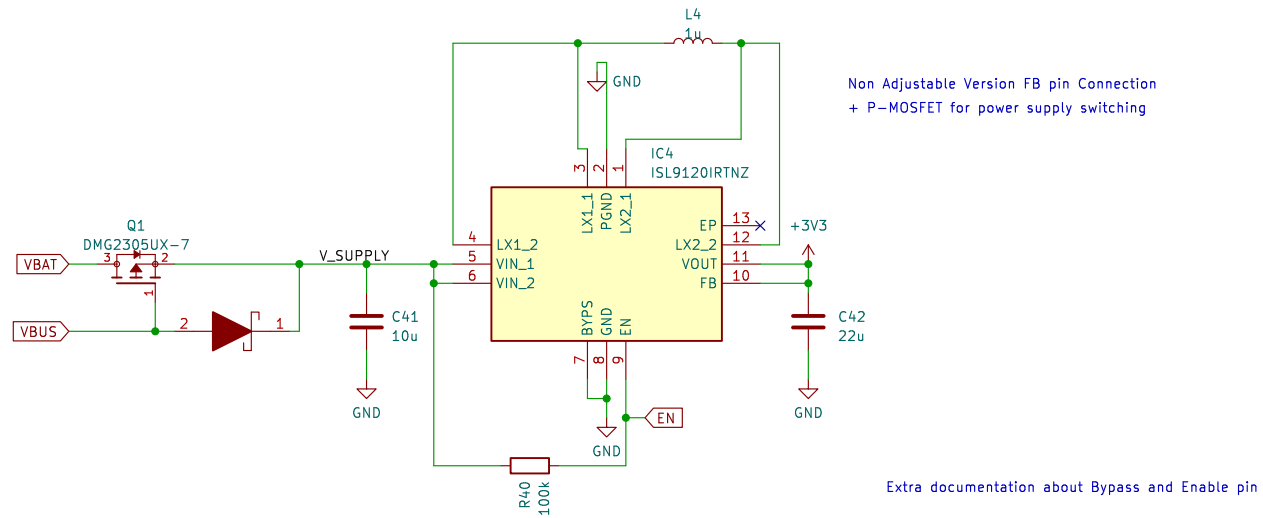 L4
1u
GND
Non Adjustable Version FB pin Connection
+ P-MOSFET for power supply switching
IC4
ISL9120IRTNZ
3
2
1
LX1_1
PGND
LX2_1
EP
13
LX2_2
12
VOUT
11
FB
10
+3V3
4
LX1_2
5
VIN_1
6
VIN_2
Q1
DMG2305UX-7
VBAT
3
2
1
V_SUPPLY
VBUS
2
1
C41
10u
GND
BYPS
GND
EN
7
8
9
C42
22u
GND
EN
GND
R40
100k
Extra documentation about Bypass and Enable pin